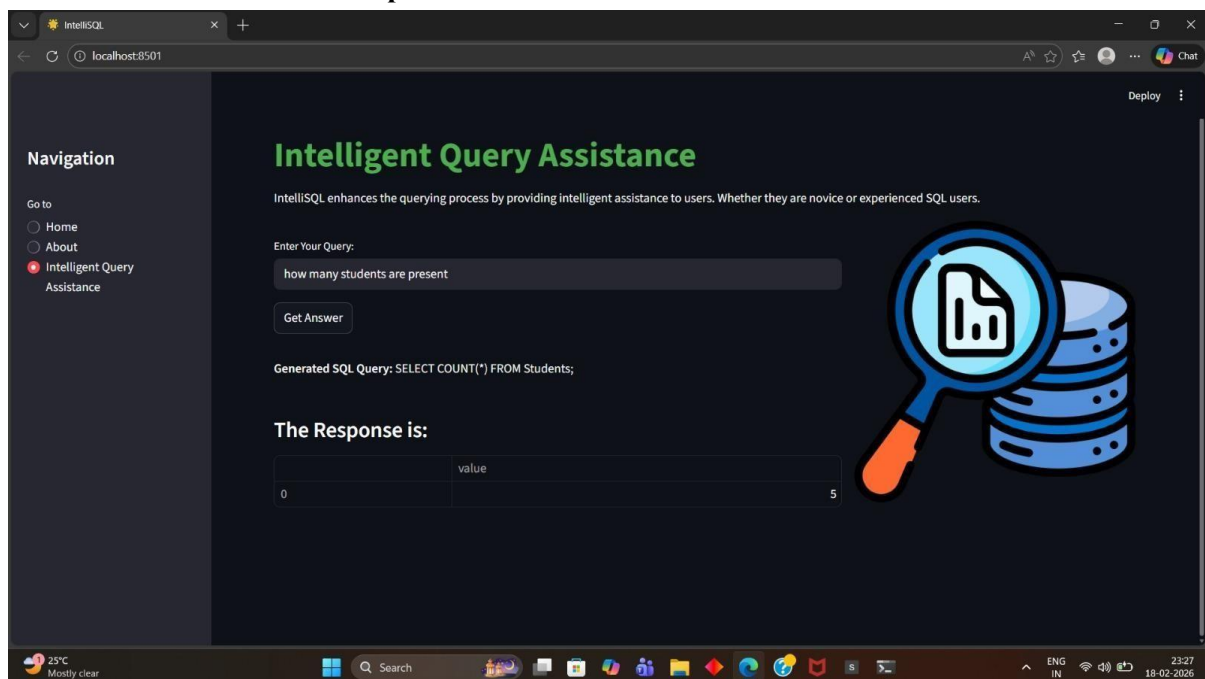 IntelliSQL
localhost:8501
Chat
Deploy
Navigation
Go to
Home
About
Intelligent Query
Assistance
Intelligent Query Assistance
IntelliSQL enhances the querying process by providing intelligent assistance to users. Whether they are novice or experienced SQL users.
Enter Your Query:
how many students are present
Get Answer
Generated SQL Query: SELECT COUNT(*) FROM Students;
The Response is:
value
0 5
1
25°C
Mostly clear
Search
ENG
IN
23:27
18-02-2026